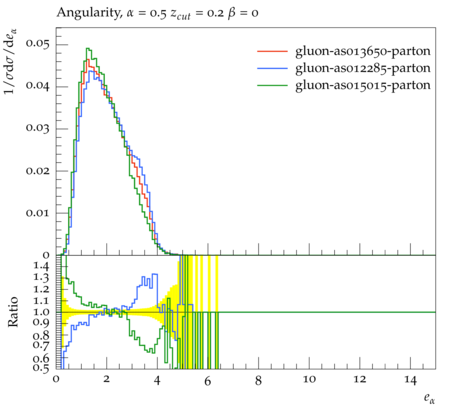 Angularity, α = 0.5 z_cut = 0.2 β = 0
1/σdσ/de_α
0.05
0.04
0.03
0.02
0.01
0
gluon-as013650-parton
gluon-as012285-parton
gluon-as015015-parton
Ratio
1.4
1.3
1.2
1.1
1.0
0.9
0.8
0.7
0.6
0.5
0 2 4 6 8 10 12 14
e_α